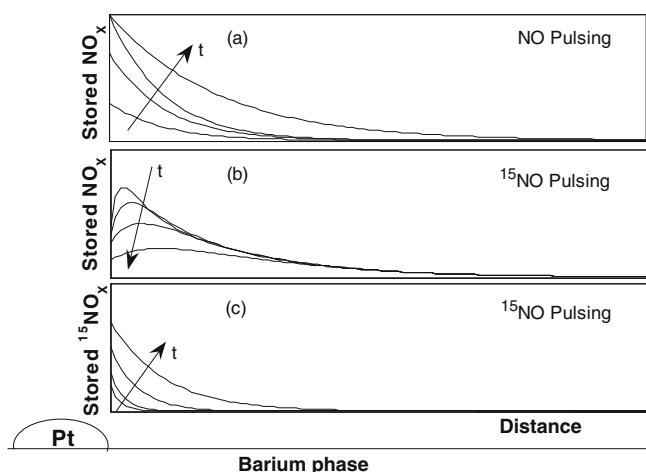 Stored NOₓ
t
(a)
NO Pulsing
Stored NOₓ
t
(b)
¹⁵NO Pulsing
Stored ¹⁵NOₓ
t
(c)
¹⁵NO Pulsing
Distance
Pt
Barium phase